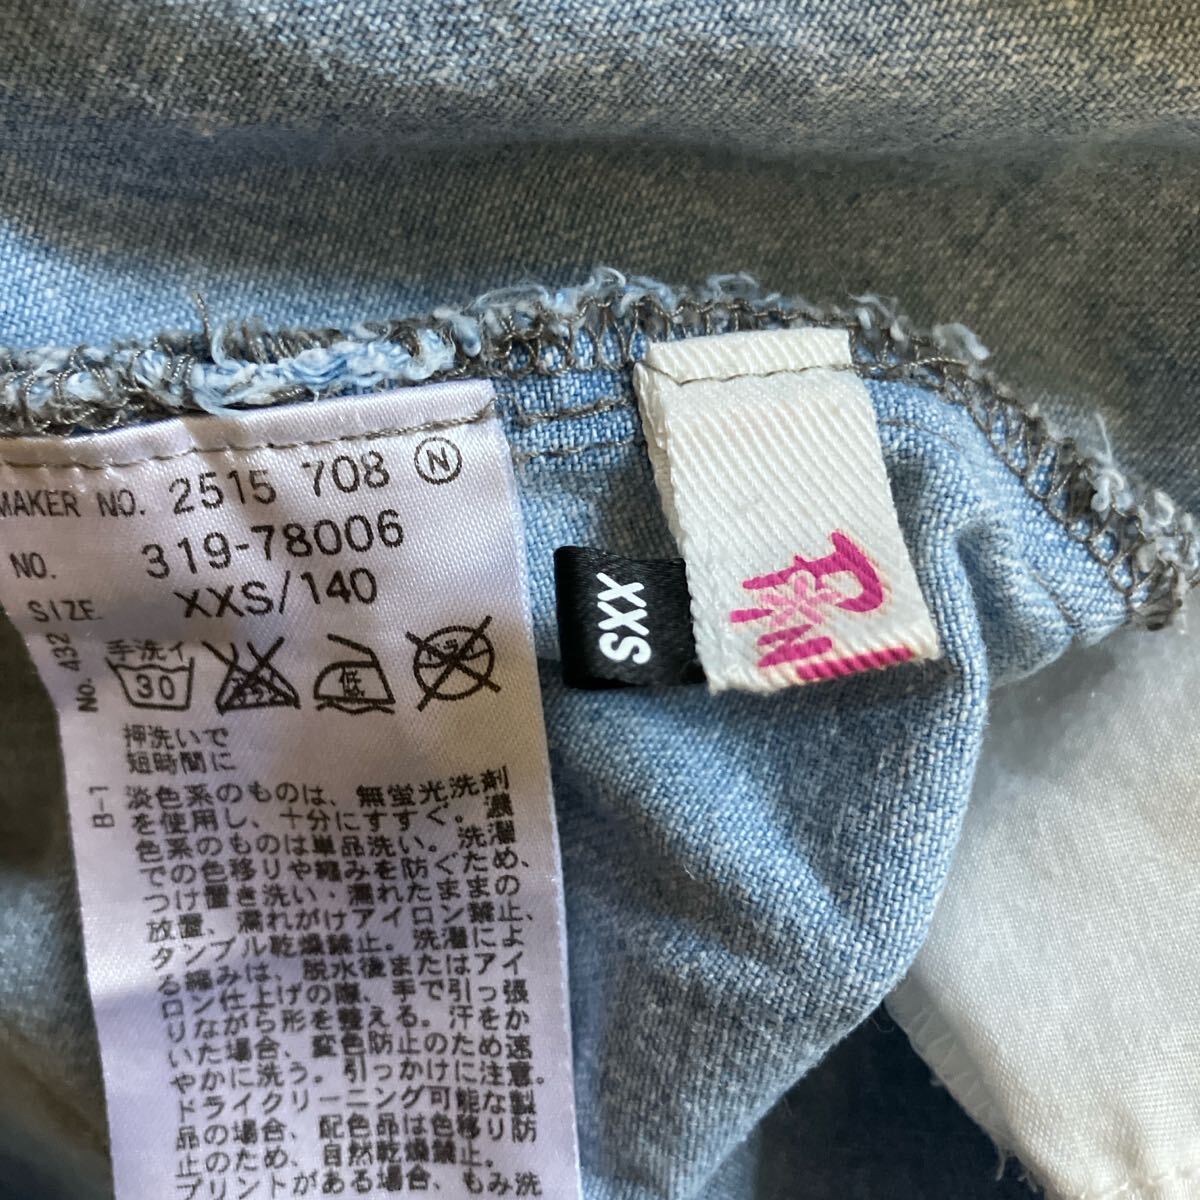 MAKER NO. 2515 708 Ⓝ
NO. 319-78006
SIZE XXS/140
No. 432
手洗イ
30
低
B-1
押洗いで
短時間に
淡色系のものは、無蛍光洗剤
を使用し、十分にすすぐ。濃
色系のものは単品洗い。洗濯
での色移りや縮みを防ぐため、
つけ置き洗い・濡れたままの
放置、濡れがけアイロン禁止、
タンブル乾燥禁止。洗濯によ
る縮みは、脱水後またはアイ
ロン仕上げの際、手で引っ張
りながら形を整える。汗をか
いた場合、変色防止のため速
やかに洗う。引っかけに注意。
ドライクリーニング可能な製
品の場合、配色品は色移り防
止のため、自然乾燥禁止。
プリントがある場合、もみ洗
XXS